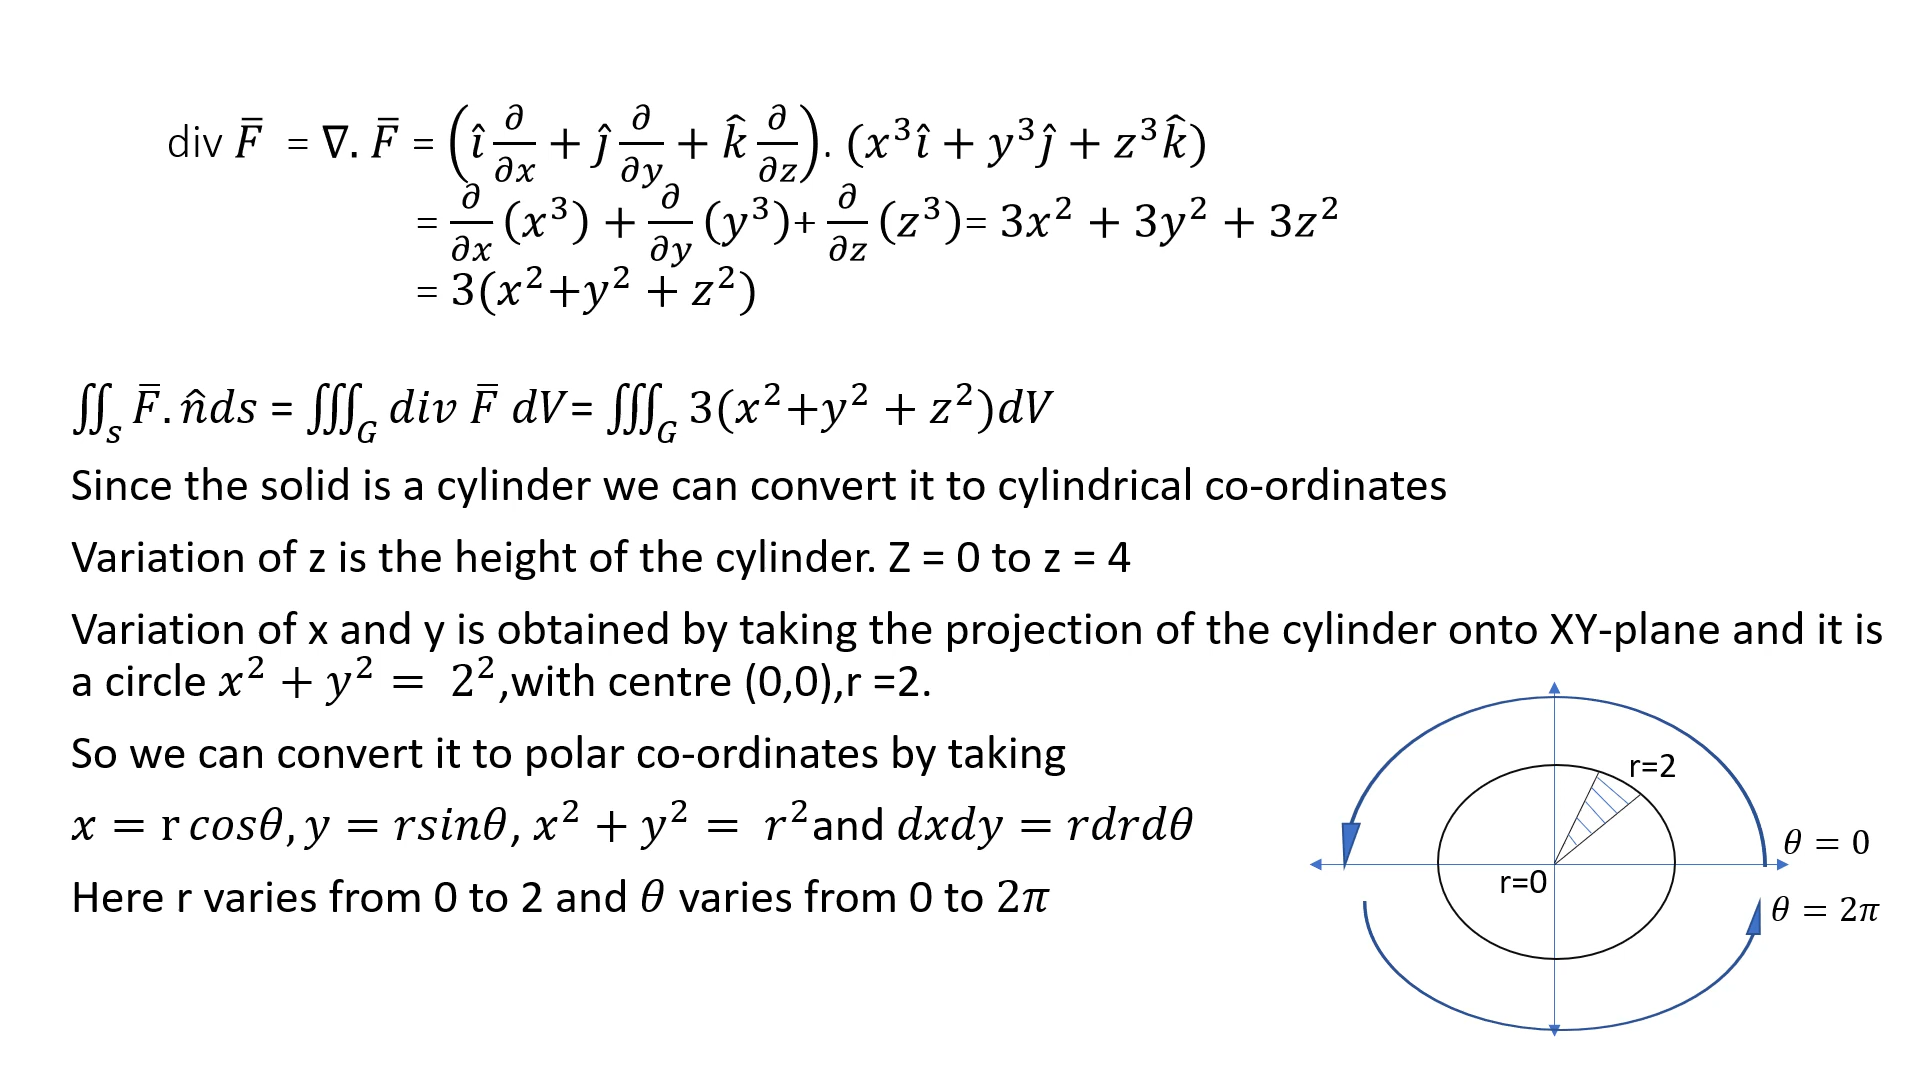 div F̅ = ∇. F̅ = (î ∂/∂x + ĵ ∂/∂y + k̂ ∂/∂z). (x³î + y³ĵ + z³k̂)
= ∂/∂x (x³) + ∂/∂y (y³)+ ∂/∂z (z³)= 3x² + 3y² + 3z²
= 3(x²+y² + z²)
∬ₛ F̅. n̂ds = ∭_G div F̅ dV= ∭_G 3(x²+y² + z²)dV
Since the solid is a cylinder we can convert it to cylindrical co-ordinates
Variation of z is the height of the cylinder. Z = 0 to z = 4
Variation of x and y is obtained by taking the projection of the cylinder onto XY-plane and it is
a circle x² + y² = 2²,with centre (0,0),r =2.
So we can convert it to polar co-ordinates by taking
x = r cosθ, y = rsinθ, x² + y² = r²and dxdy = rdrdθ
Here r varies from 0 to 2 and θ varies from 0 to 2π
r=2
θ = 0
r=0
θ = 2π